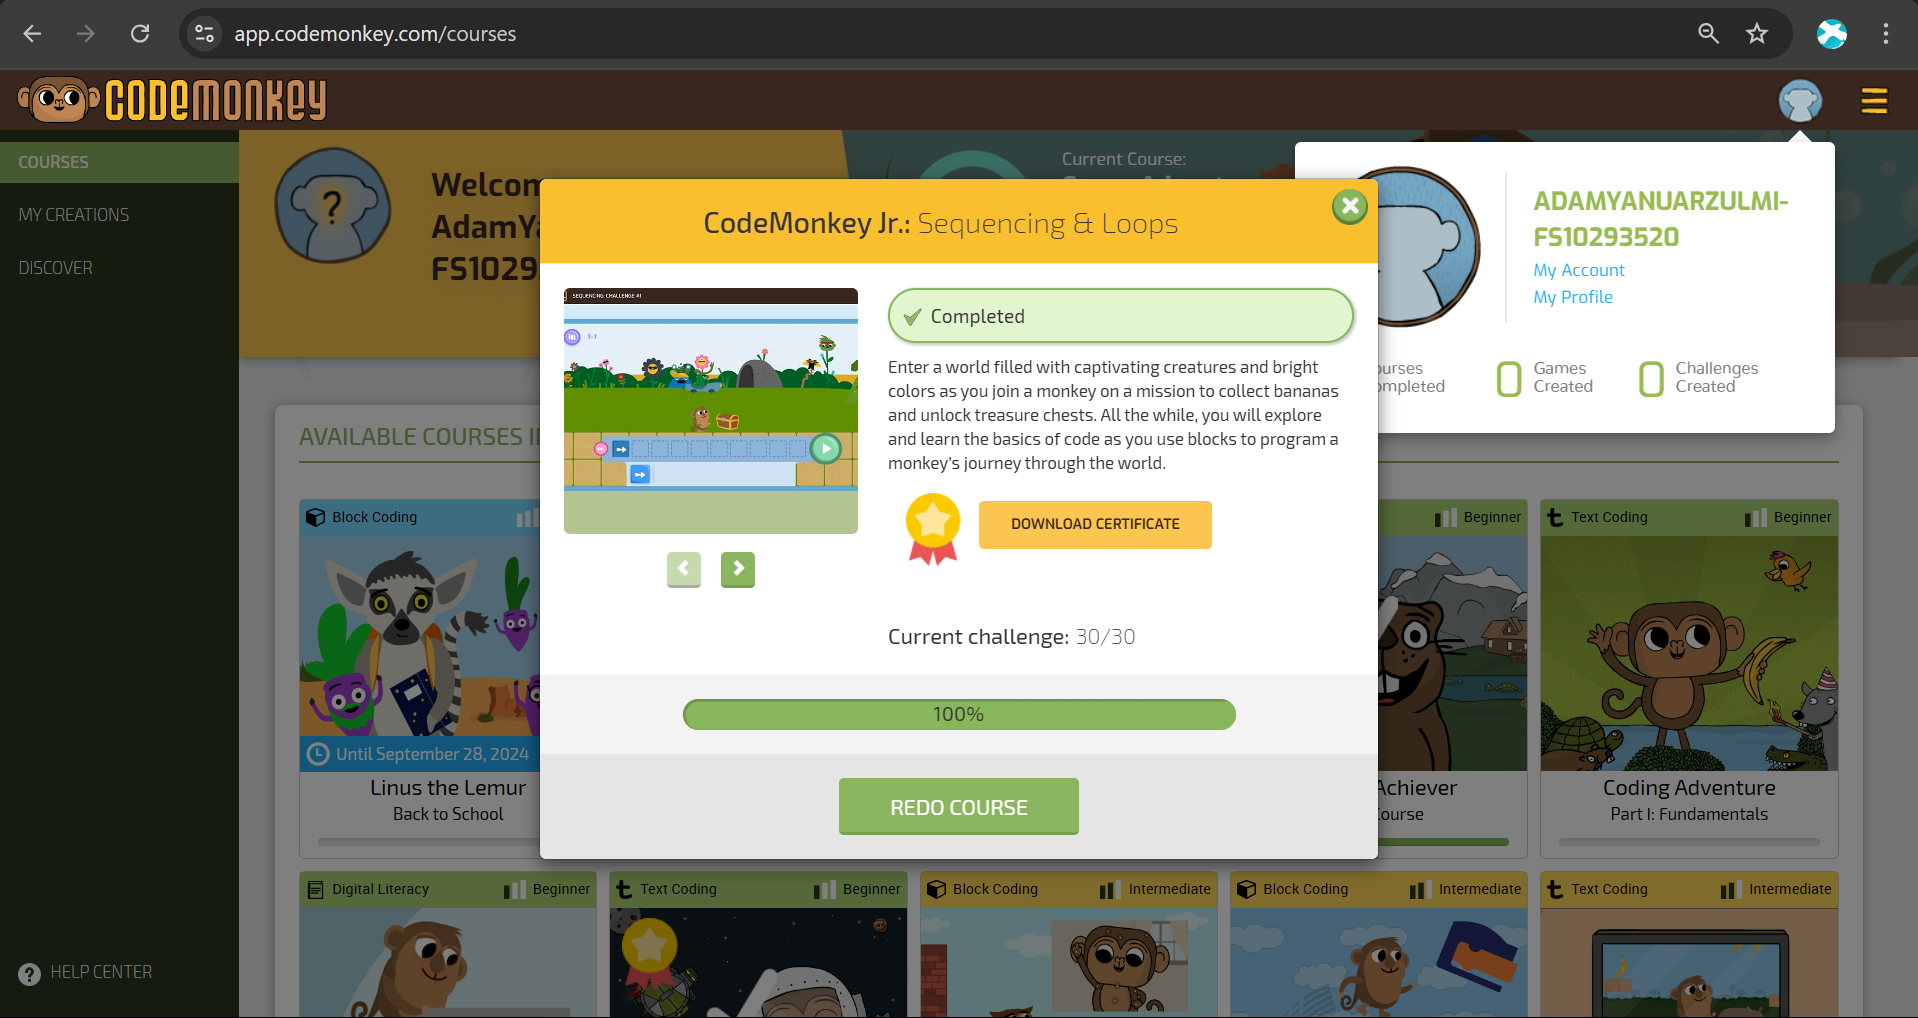 app.codemonkey.com/courses
CODEMONKEY
COURSES
MY CREATIONS
DISCOVER
HELP CENTER
Welcom
AdamYa
FS1029
Current Course:
ADAMYANUARZULMI-
FS10293520
My Account
My Profile
ourses
ompleted
0 Games
Created
0 Challenges
Created
CodeMonkey Jr.: Sequencing & Loops
SEQUENCING: CHALLENGE #1
1-1
Completed
Enter a world filled with captivating creatures and bright
colors as you join a monkey on a mission to collect bananas
and unlock treasure chests. All the while, you will explore
and learn the basics of code as you use blocks to program a
monkey's journey through the world.
DOWNLOAD CERTIFICATE
Current challenge: 30/30
100%
REDO COURSE
AVAILABLE COURSES I
Block Coding
Until September 28, 2024
Linus the Lemur
Back to School
Beginner
Achiever
Course
Text Coding
Beginner
Coding Adventure
Part I: Fundamentals
Digital Literacy
Beginner
Text Coding
Beginner
Block Coding
Intermediate
Block Coding
Intermediate
Text Coding
Intermediate